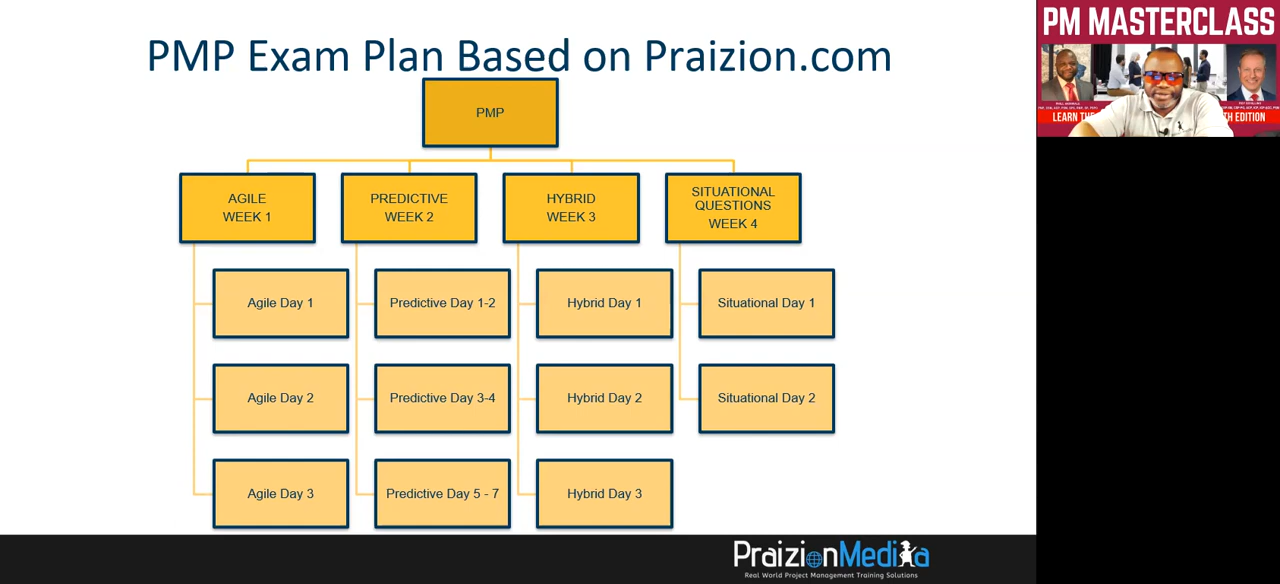 PMP Exam Plan Based on Praizion.com
PMP
AGILE
WEEK 1
PREDICTIVE
WEEK 2
HYBRID
WEEK 3
SITUATIONAL
QUESTIONS
WEEK 4
Agile Day 1
Predictive Day 1-2
Hybrid Day 1
Situational Day 1
Agile Day 2
Predictive Day 3-4
Hybrid Day 2
Situational Day 2
Agile Day 3
Predictive Day 5 - 7
Hybrid Day 3
PraizionMedia
Real World Project Management Training Solutions
PM MASTERCLASS
LEARN TH
TH EDITION